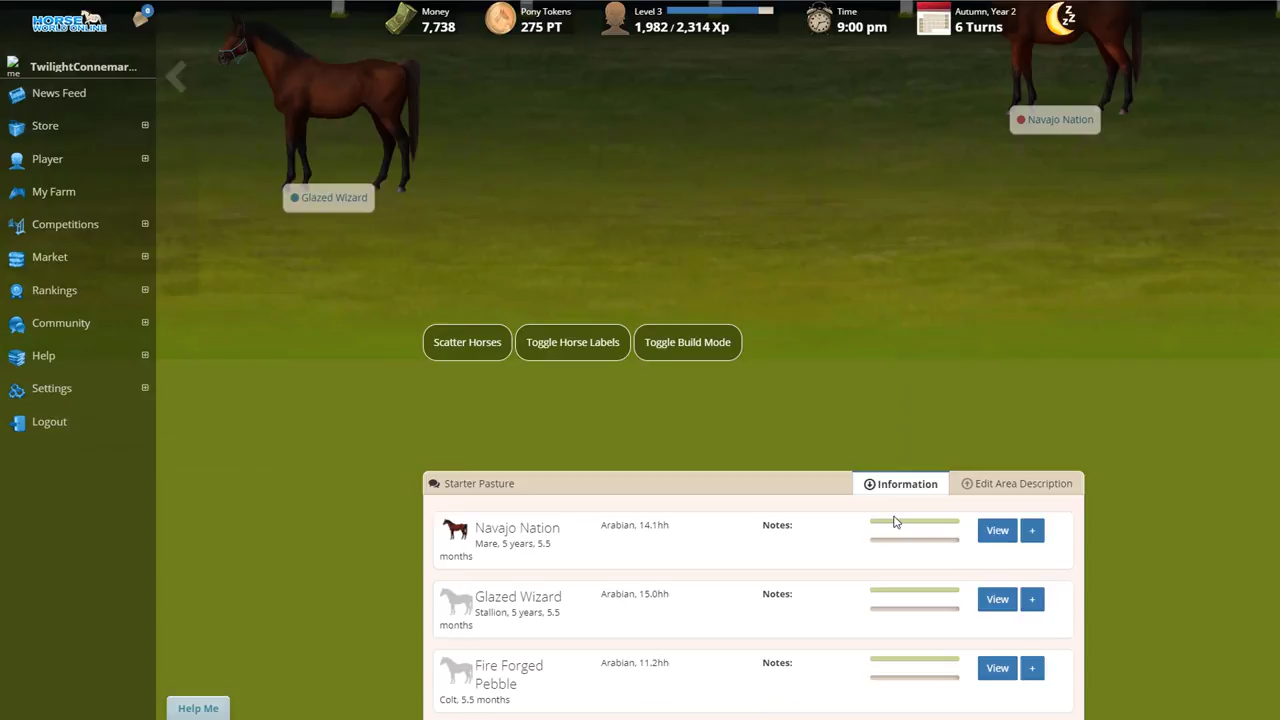 HORSE
WORLD ONLINE
0
Money
7,738
Pony Tokens
275 PT
Level 3
1,982 / 2,314 Xp
Time
9:00 pm
Autumn, Year 2
6 Turns
z z z
me
TwilightConnemar...
News Feed
Store
Player
My Farm
Competitions
Market
Rankings
Community
Help
Settings
Logout
Help Me
Navajo Nation
Glazed Wizard
Scatter Horses
Toggle Horse Labels
Toggle Build Mode
Starter Pasture
Information
Edit Area Description
Navajo Nation
Mare, 5 years, 5.5
months
Arabian, 14.1hh
Notes:
View
+
Glazed Wizard
Stallion, 5 years, 5.5
months
Arabian, 15.0hh
Notes:
View
+
Fire Forged
Pebble
Colt, 5.5 months
Arabian, 11.2hh
Notes:
View
+